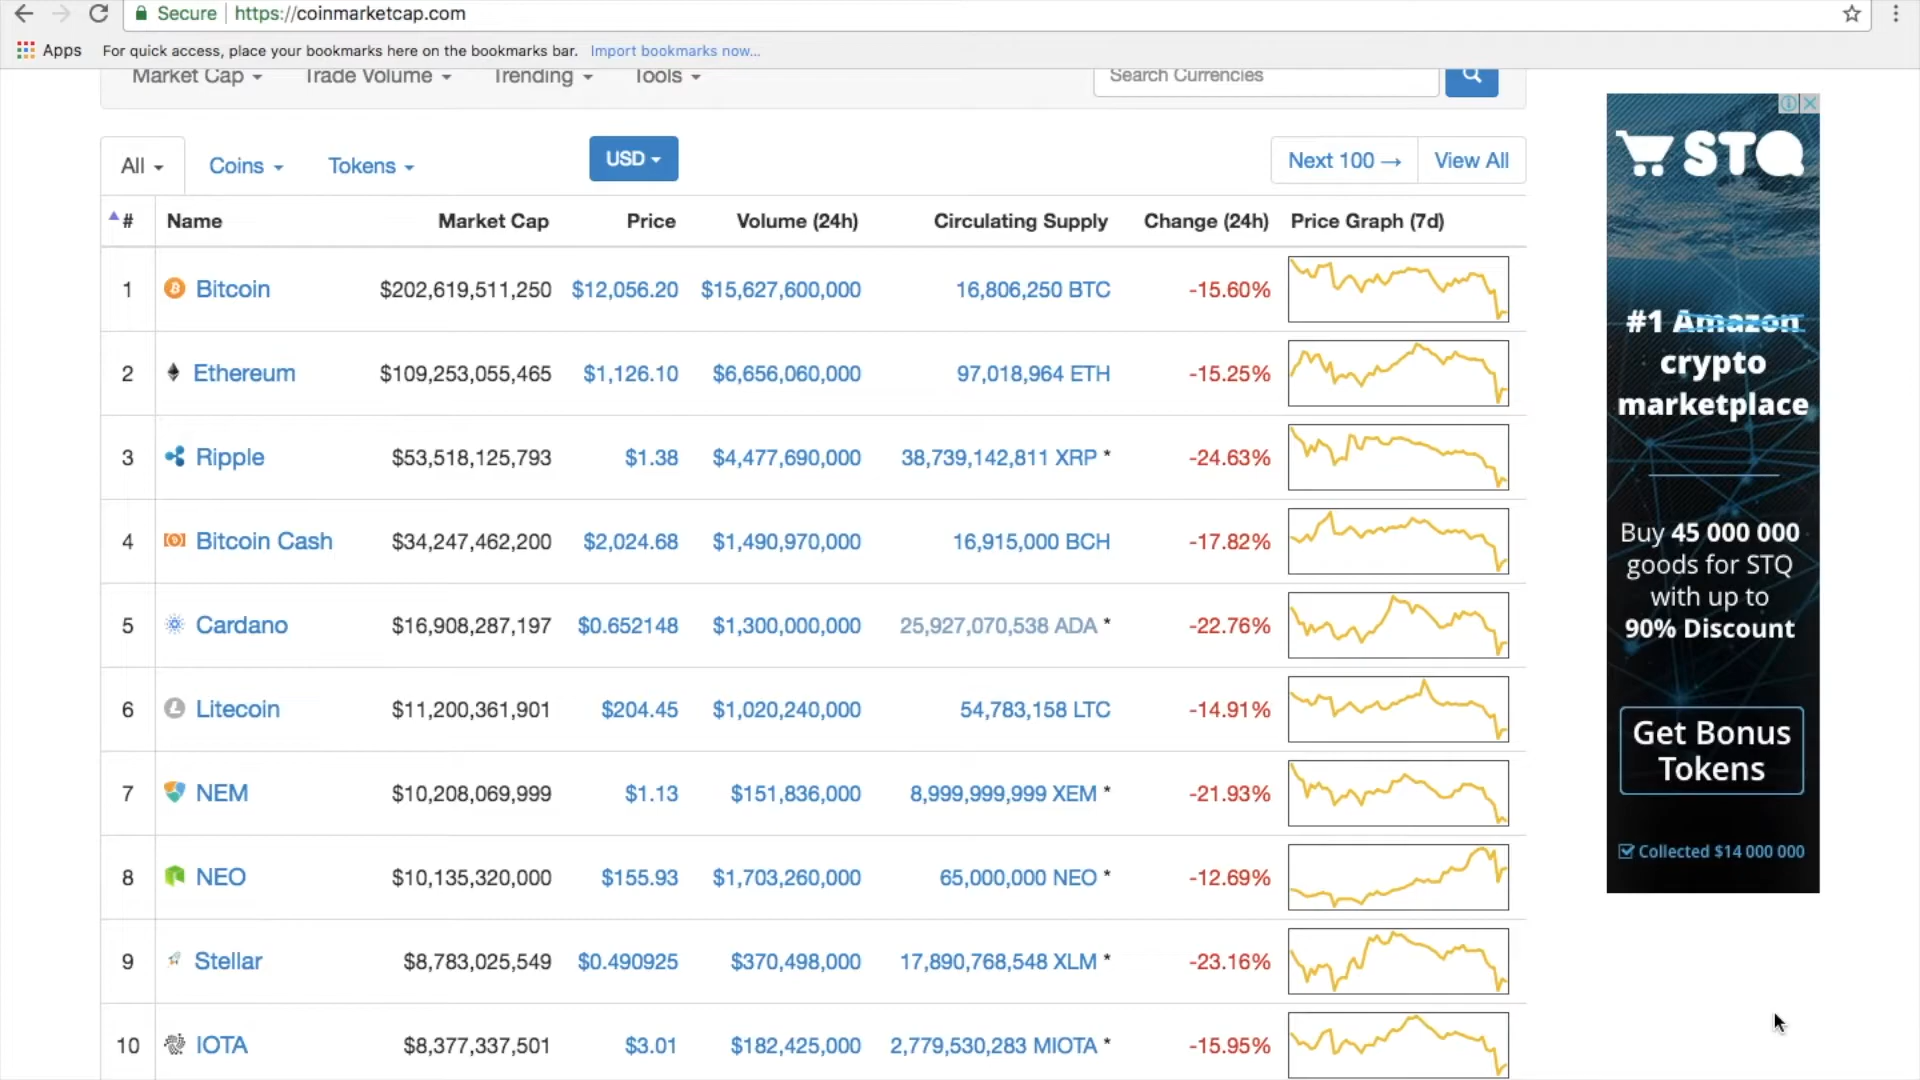 Secure https://coinmarketcap.com
Apps For quick access, place your bookmarks here on the bookmarks bar. Import bookmarks now...
Market Cap Trade Volume Trending Tools Search Currencies
All Coins Tokens USD Next 100 → View All
# Name Market Cap Price Volume (24h) Circulating Supply Change (24h) Price Graph (7d)
1 Bitcoin $202,619,511,250 $12,056.20 $15,627,600,000 16,806,250 BTC -15.60%
2 Ethereum $109,253,055,465 $1,126.10 $6,656,060,000 97,018,964 ETH -15.25%
3 Ripple $53,518,125,793 $1.38 $4,477,690,000 38,739,142,811 XRP * -24.63%
4 Bitcoin Cash $34,247,462,200 $2,024.68 $1,490,970,000 16,915,000 BCH -17.82%
5 Cardano $16,908,287,197 $0.652148 $1,300,000,000 25,927,070,538 ADA * -22.76%
6 Litecoin $11,200,361,901 $204.45 $1,020,240,000 54,783,158 LTC -14.91%
7 NEM $10,208,069,999 $1.13 $151,836,000 8,999,999,999 XEM * -21.93%
8 NEO $10,135,320,000 $155.93 $1,703,260,000 65,000,000 NEO * -12.69%
9 Stellar $8,783,025,549 $0.490925 $370,498,000 17,890,768,548 XLM * -23.16%
10 IOTA $8,377,337,501 $3.01 $182,425,000 2,779,530,283 MIOTA * -15.95%
STQ
#1 Amazon
crypto
marketplace
Buy 45 000 000
goods for STQ
with up to
90% Discount
Get Bonus
Tokens
Collected $14 000 000